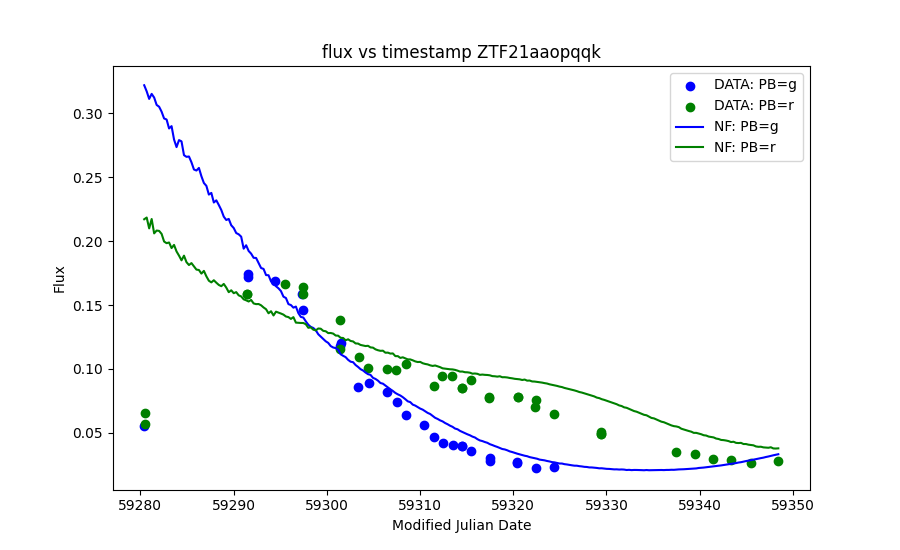 flux vs timestamp ZTF21aaopqqk
DATA: PB=g
DATA: PB=r
NF: PB=g
NF: PB=r
0.30
0.25
0.20
0.15
0.10
0.05
Flux
59280 59290 59300 59310 59320 59330 59340 59350
Modified Julian Date